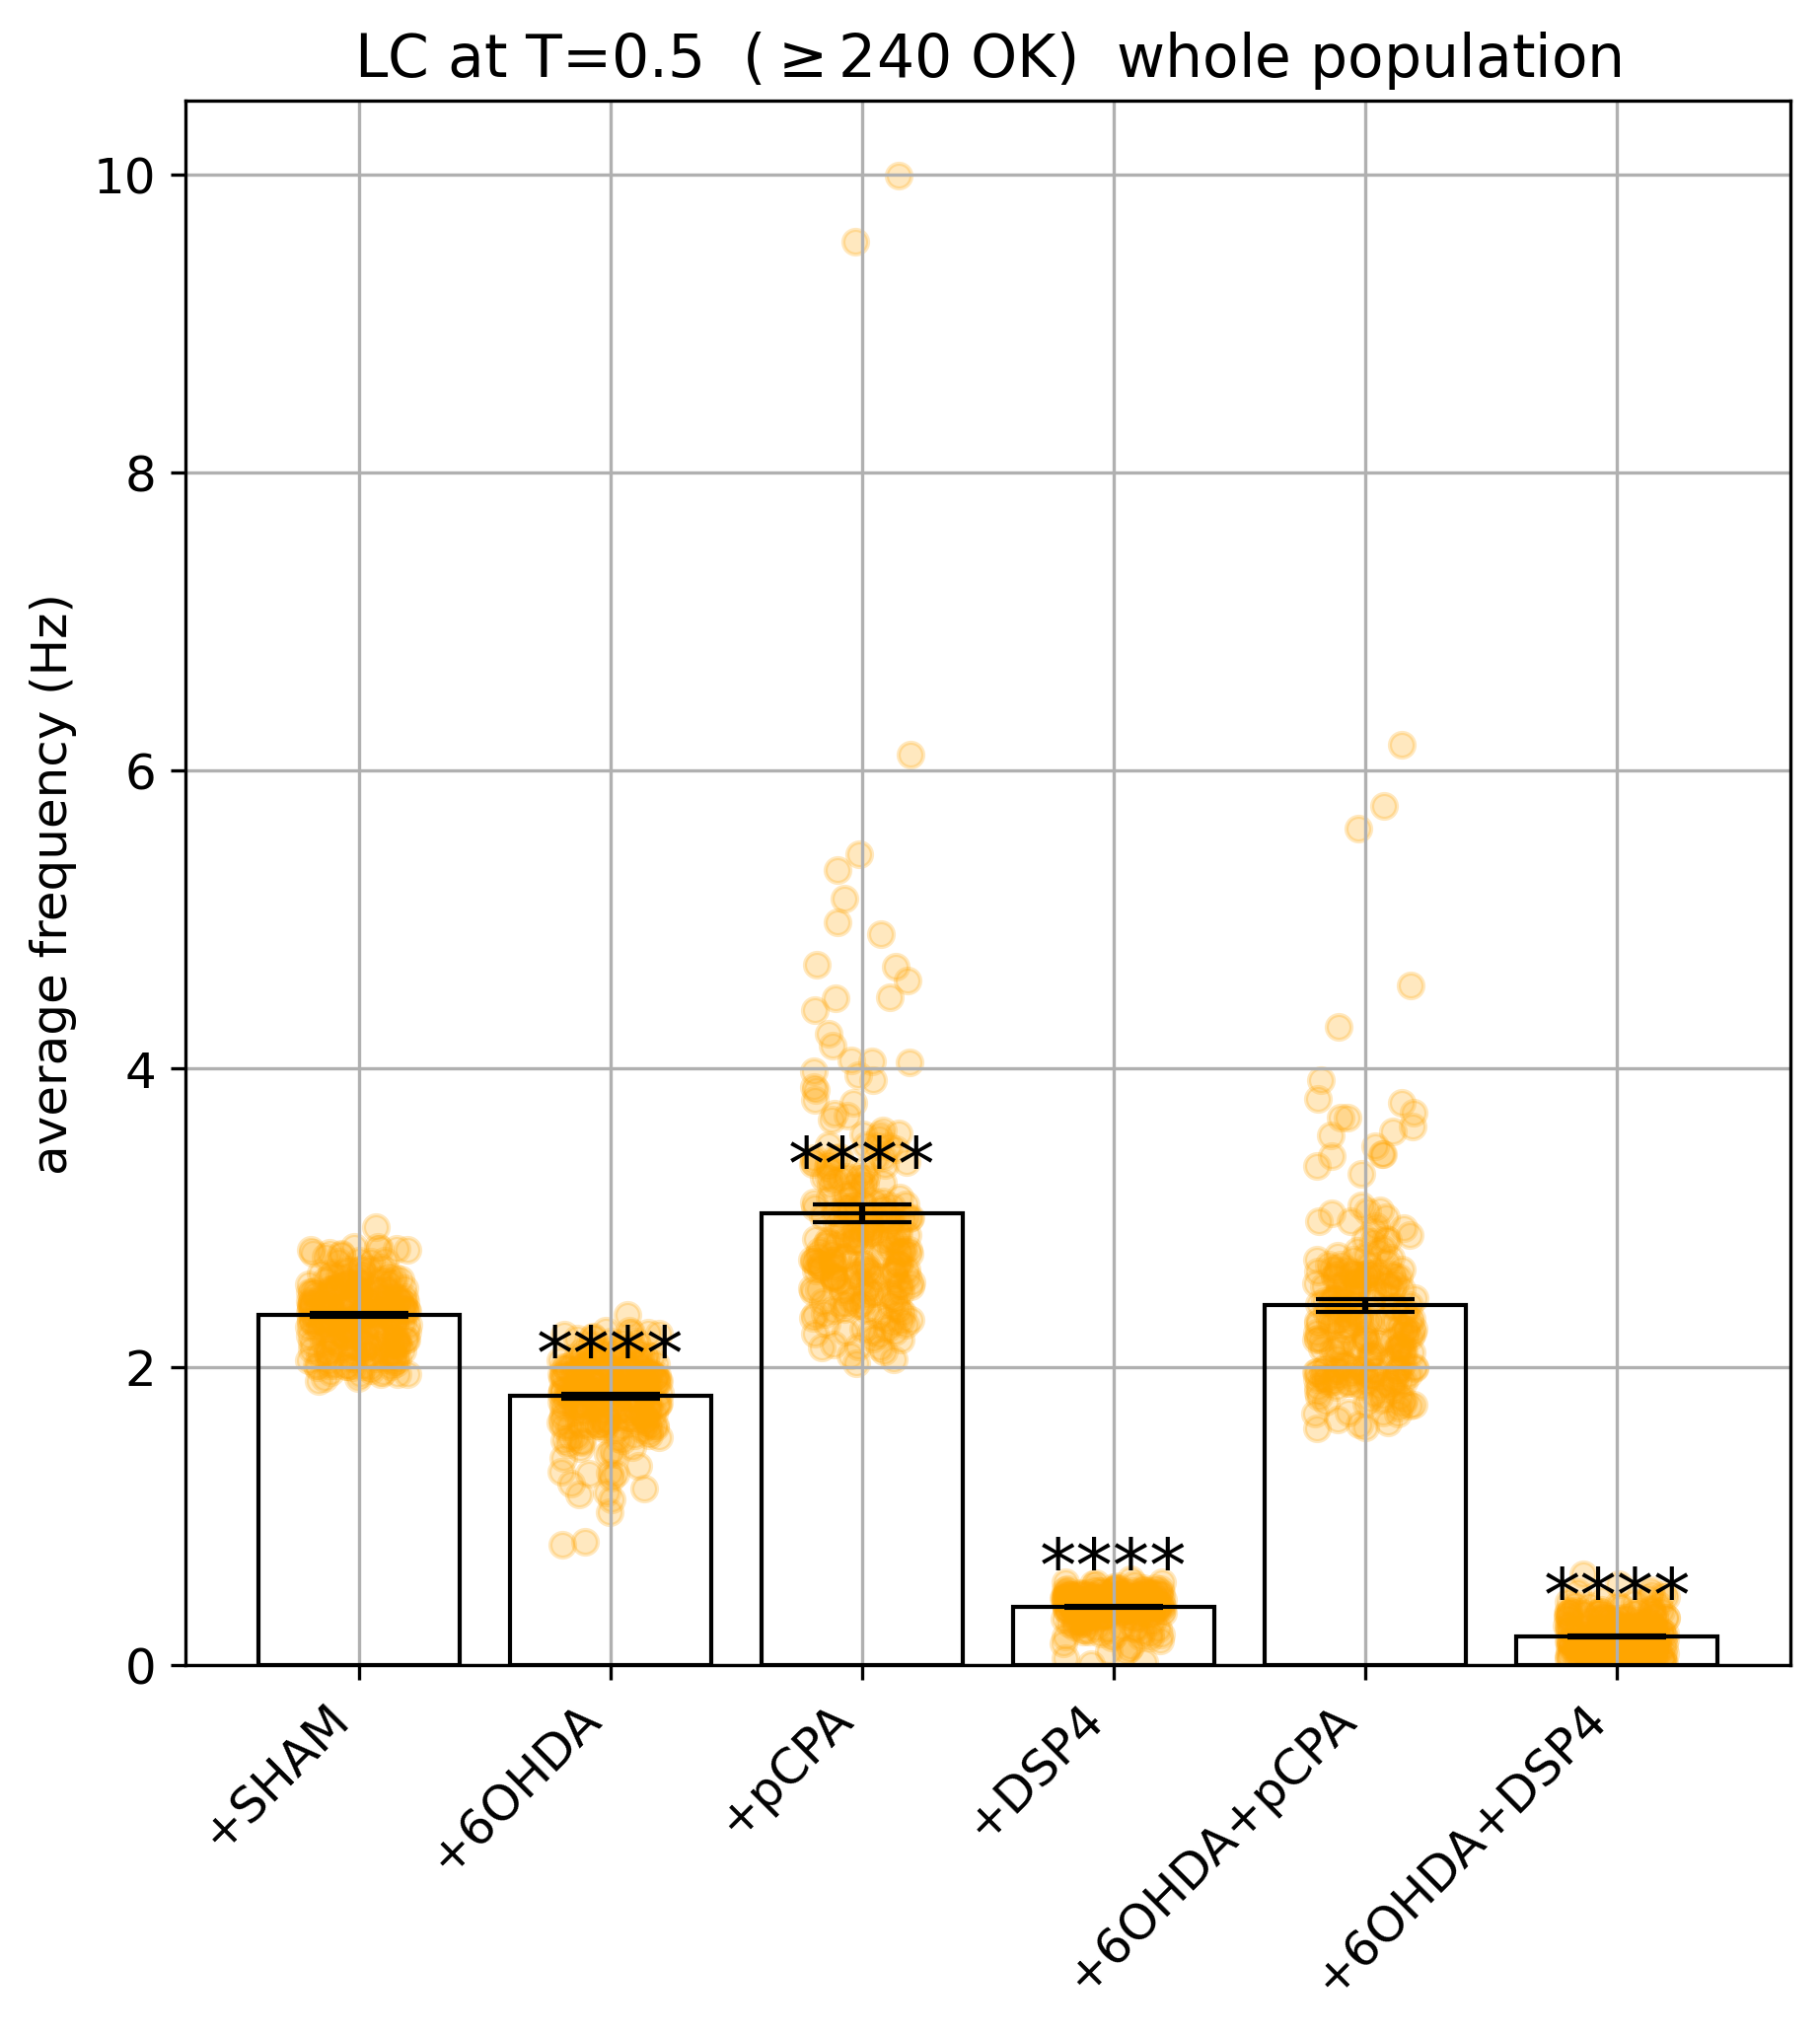 LC at T=0.5 (≥240 OK) whole population
average frequency (Hz)
10
8
6
4
2
0
****
****
****
****
+SHAM
+6OHDA
+pCPA
+DSP4
+6OHDA+pCPA
+6OHDA+DSP4